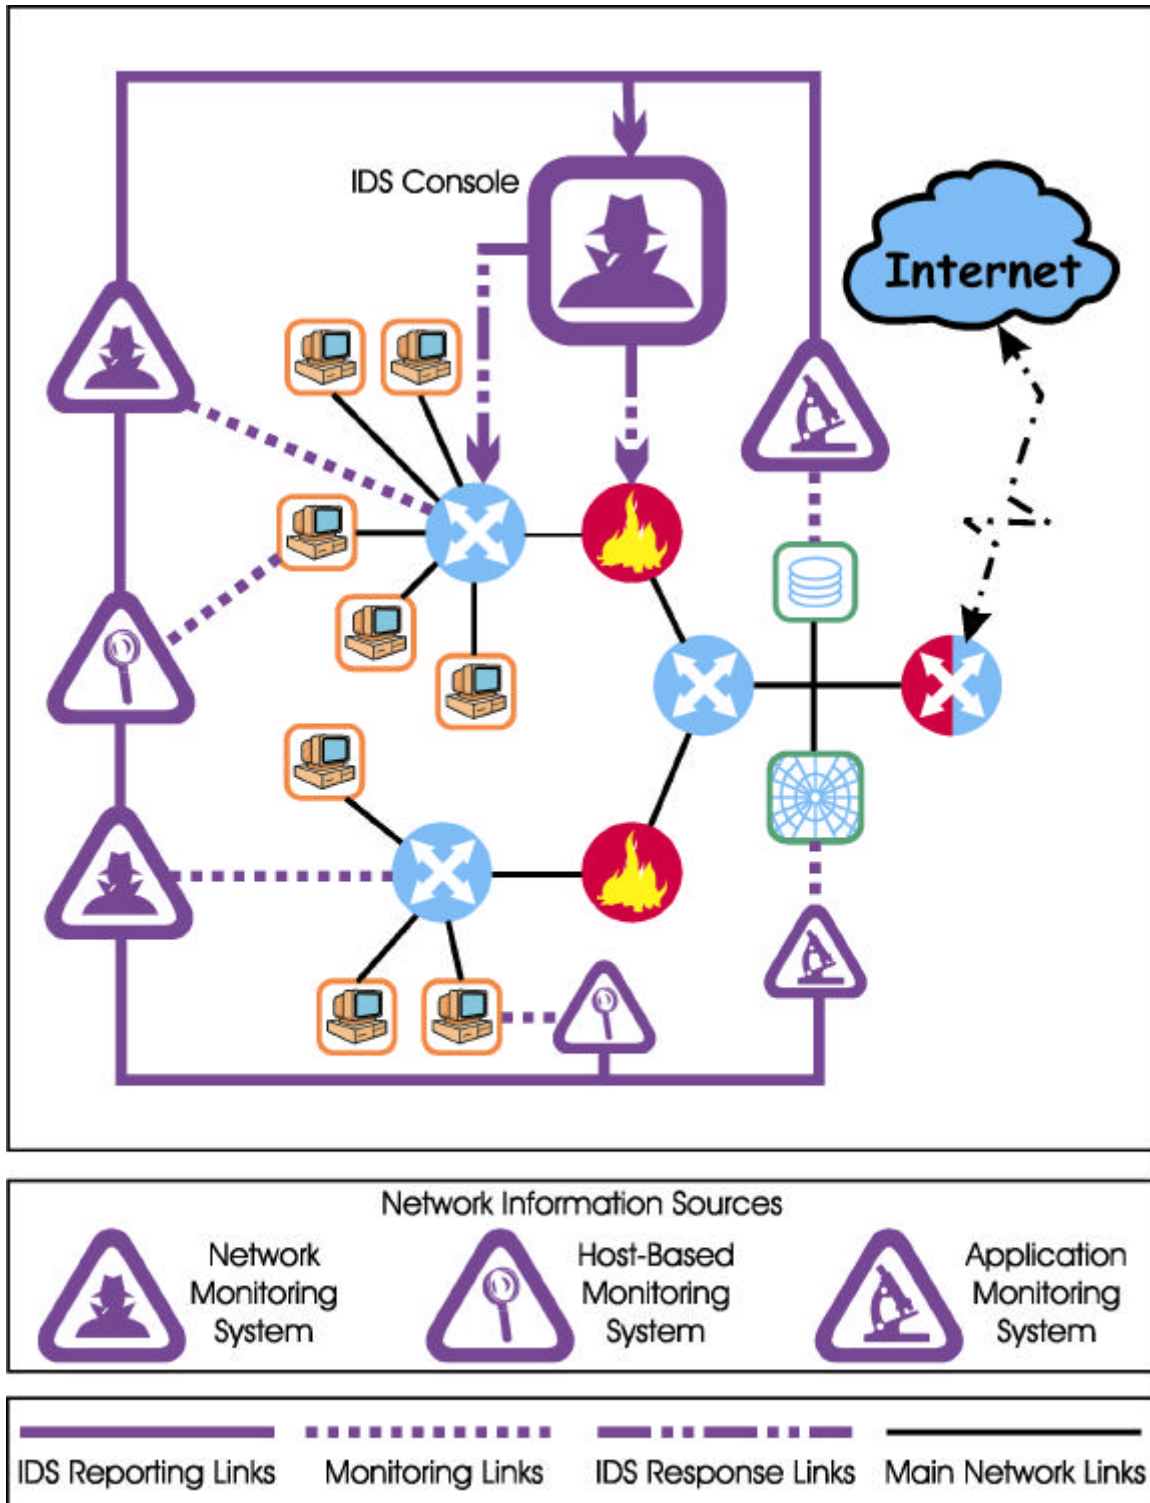 IDS Console
Internet
Network Information Sources
Network
Monitoring
System
Host-Based
Monitoring
System
Application
Monitoring
System
IDS Reporting Links
Monitoring Links
IDS Response Links
Main Network Links